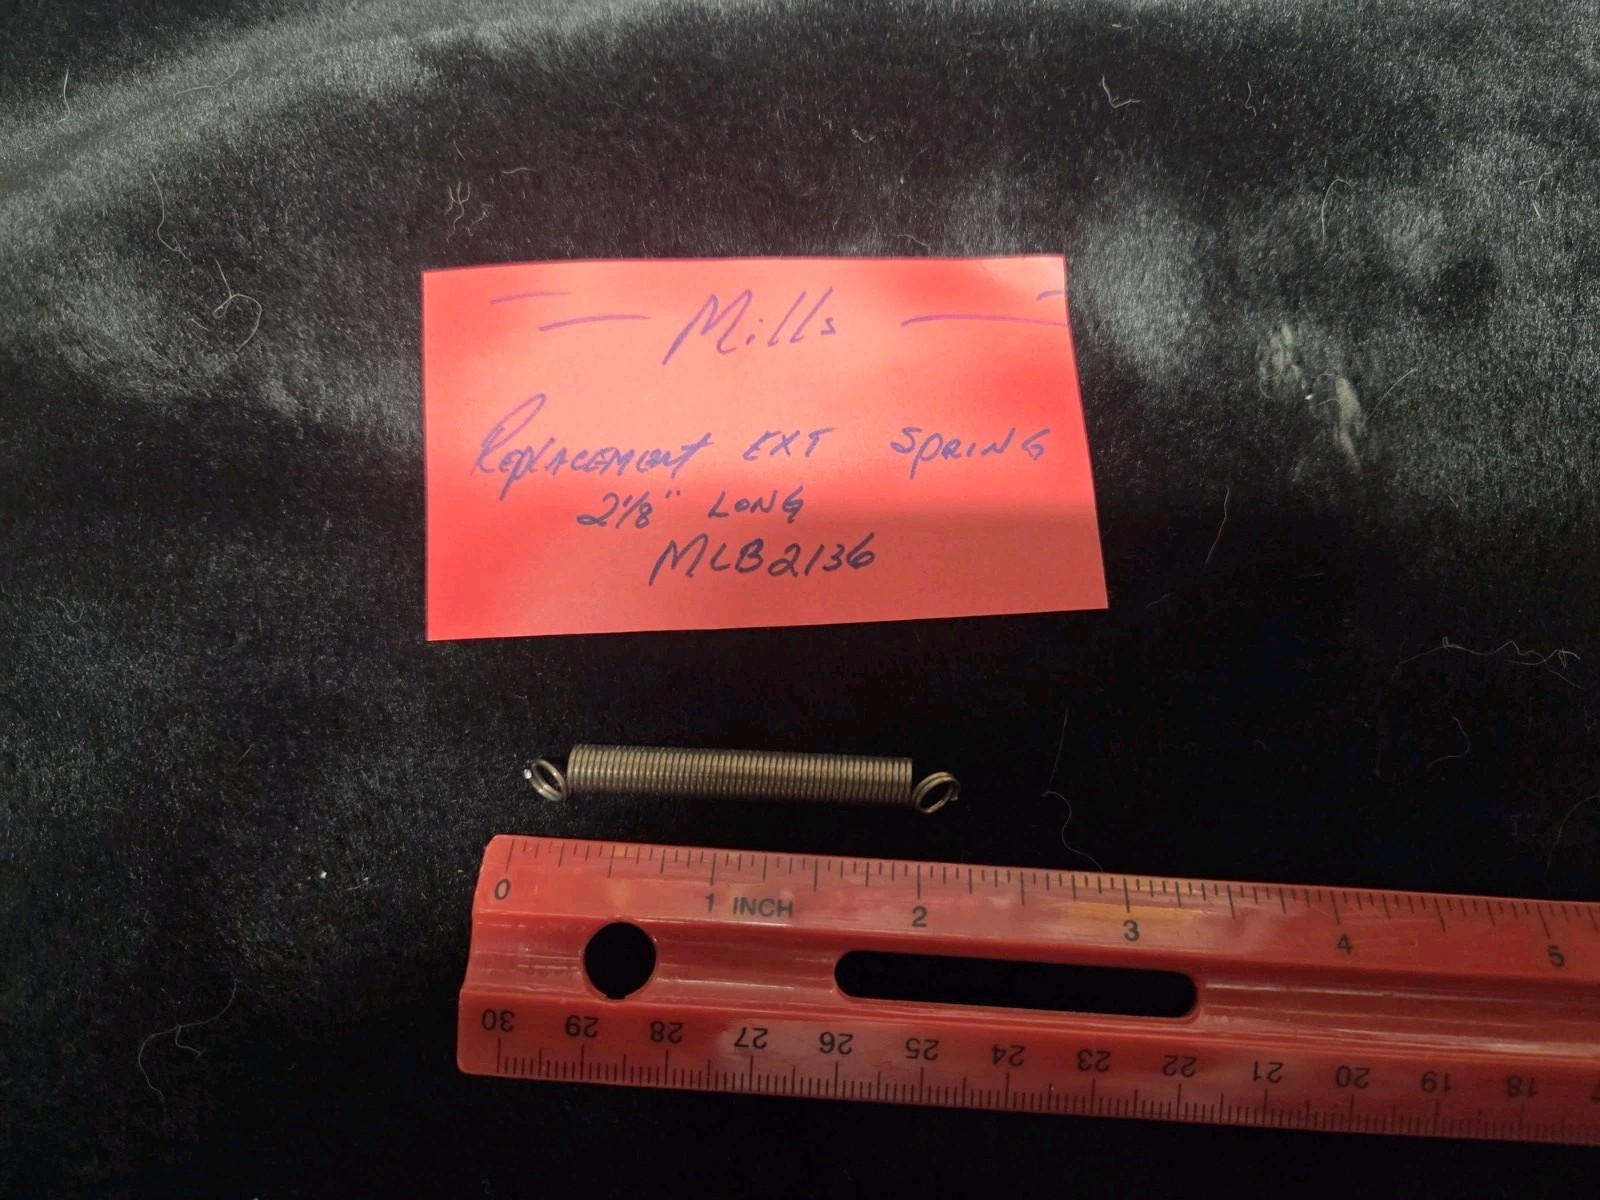 Mills
Replacement EXT SPRING
2 1/8" LONG
MLB2136
0 1 INCH 2 3 4 5
30 29 28 27 26 25 24 23 22 21 20 19 18